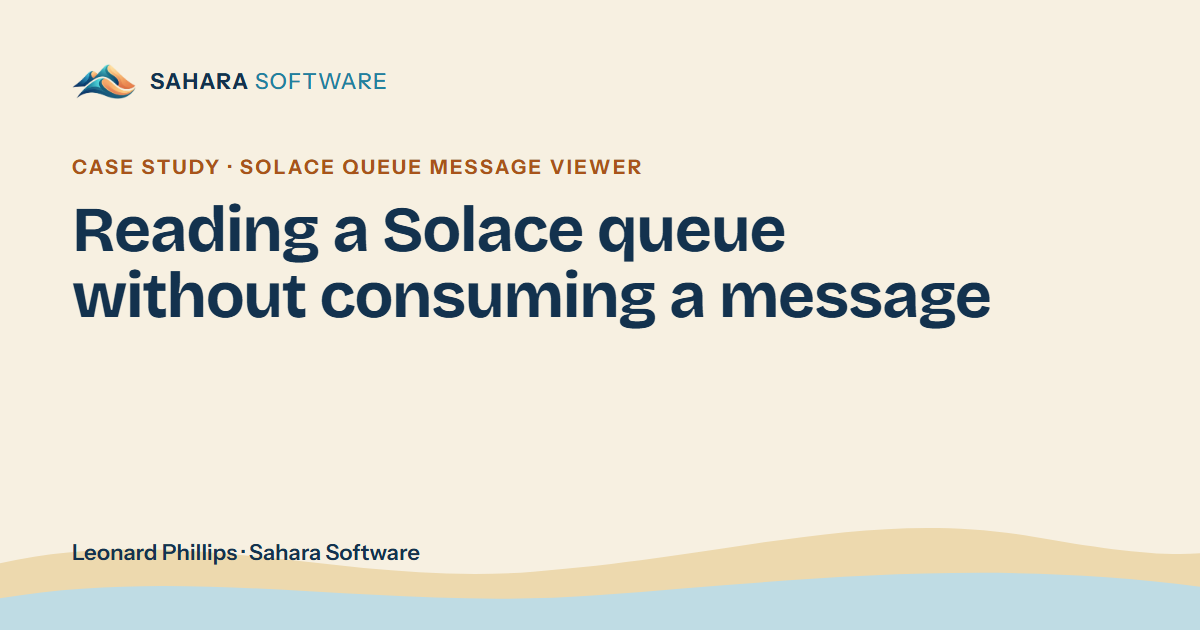 SAHARA SOFTWARE
CASE STUDY · SOLACE QUEUE MESSAGE VIEWER
Reading a Solace queue
without consuming a message
Leonard Phillips · Sahara Software